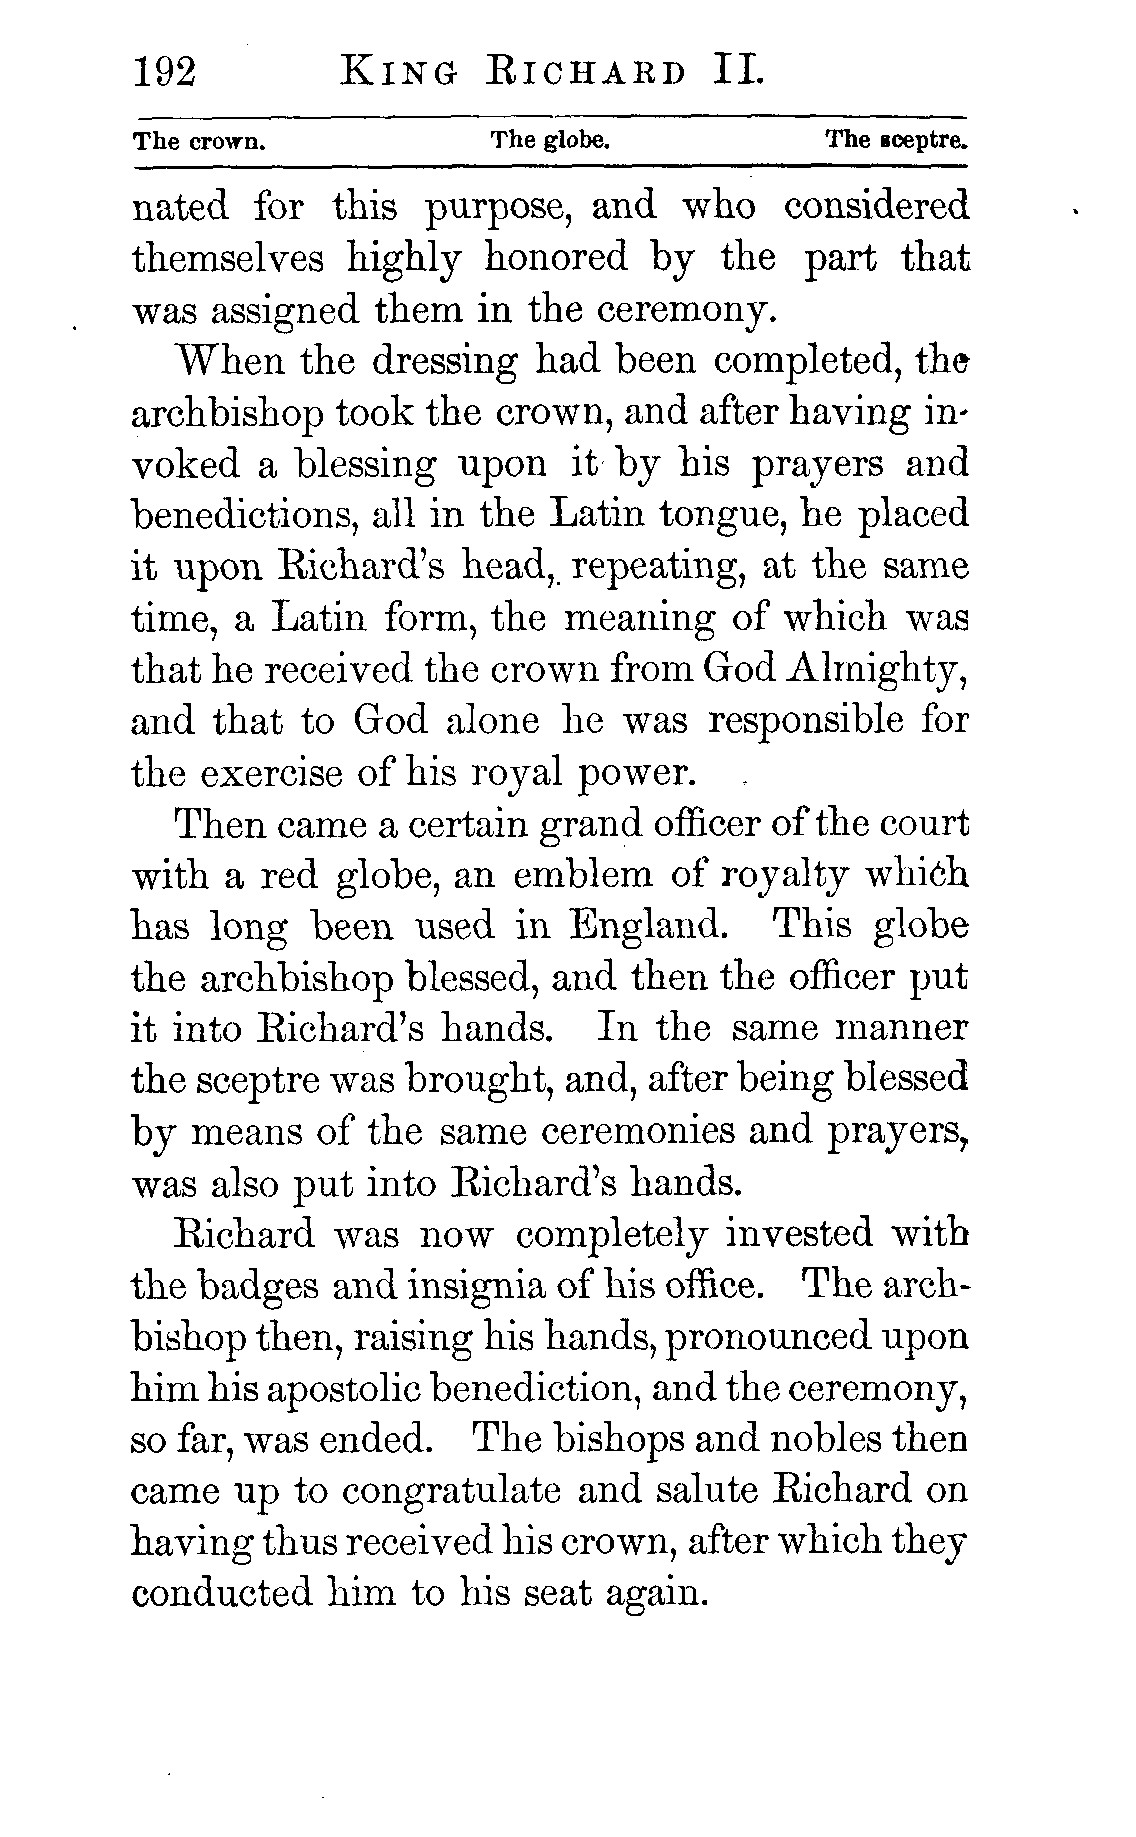 192 KING RICHARD II.
The crown. The globe. The sceptre.
nated for this purpose, and who considered
themselves highly honored by the part that
was assigned them in the ceremony.
When the dressing had been completed, the
archbishop took the crown, and after having in-
voked a blessing upon it by his prayers and
benedictions, all in the Latin tongue, he placed
it upon Richard's head, repeating, at the same
time, a Latin form, the meaning of which was
that he received the crown from God Almighty,
and that to God alone he was responsible for
the exercise of his royal power.
Then came a certain grand officer of the court
with a red globe, an emblem of royalty which
has long been used in England. This globe
the archbishop blessed, and then the officer put
it into Richard's hands. In the same manner
the sceptre was brought, and, after being blessed
by means of the same ceremonies and prayers,
was also put into Richard's hands.
Richard was now completely invested with
the badges and insignia of his office. The arch-
bishop then, raising his hands, pronounced upon
him his apostolic benediction, and the ceremony,
so far, was ended. The bishops and nobles then
came up to congratulate and salute Richard on
having thus received his crown, after which they
conducted him to his seat again.